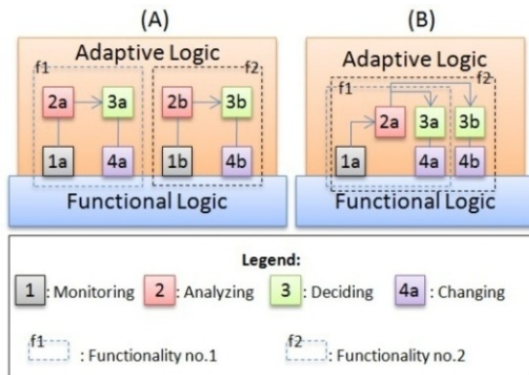 (A)
Adaptive Logic
f1
f2
2a
3a
2b
3b
1a
4a
1b
4b
Functional Logic
(B)
Adaptive Logic
f1
f2
2a
3a
3b
1a
4a
4b
Functional Logic
Legend:
1 : Monitoring 2 : Analyzing 3 : Deciding 4a : Changing
f1 : Functionality no.1 f2 : Functionality no.2